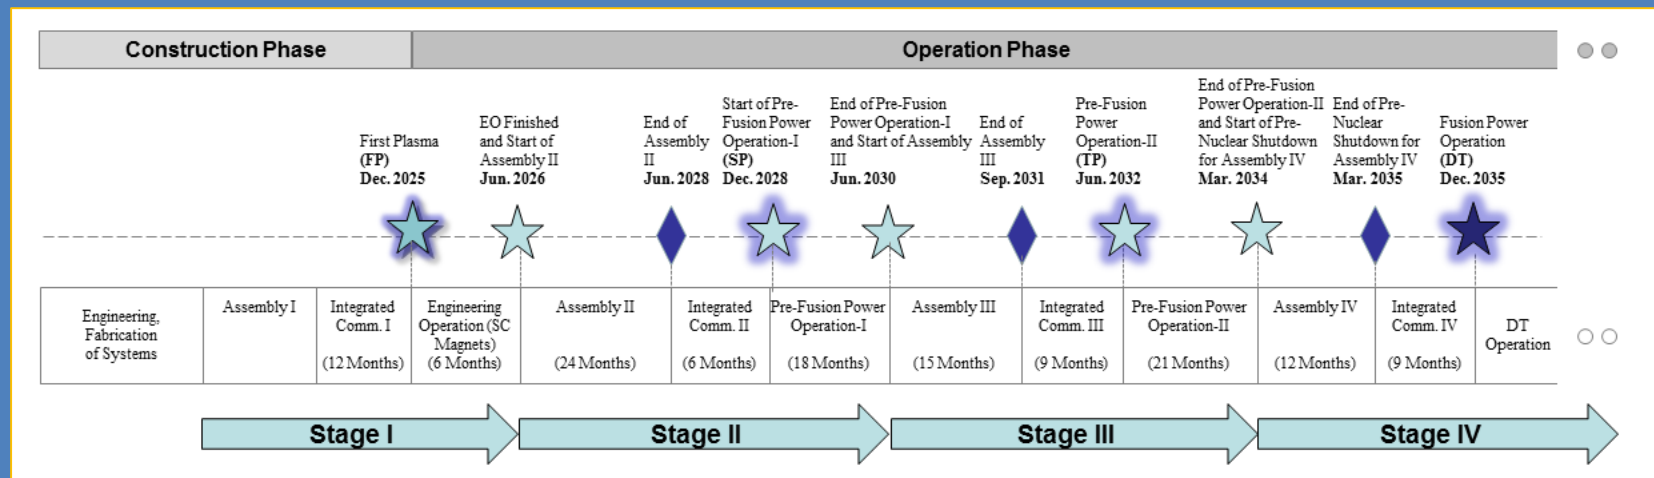 Construction Phase
Operation Phase
First Plasma
(FP)
Dec. 2025
EO Finished
and Start of
Assembly II
Jun. 2026
End of
Assembly
II
Jun. 2028
Start of Pre-
Fusion Power
Operation-I
(SP)
Dec. 2028
End of Pre-Fusion
Power Operation-I
and Start of Assembly
III
Jun. 2030
End of
Assembly
III
Sep. 2031
Pre-Fusion
Power
Operation-II
(TP)
Jun. 2032
End of Pre-Fusion
Power Operation-II
and Start of Pre-
Nuclear Shutdown
for Assembly IV
Mar. 2034
End of Pre-
Nuclear
Shutdown for
Assembly IV
Mar. 2035
Fusion Power
Operation
(DT)
Dec. 2035
Engineering,
Fabrication
of Systems
Assembly I
Integrated
Comm. I
(12 Months)
Engineering
Operation (SC
Magnets)
(6 Months)
Assembly II
(24 Months)
Integrated
Comm. II
(6 Months)
Pre-Fusion Power
Operation-I
(18 Months)
Assembly III
(15 Months)
Integrated
Comm. III
(9 Months)
Pre-Fusion Power
Operation-II
(21 Months)
Assembly IV
(12 Months)
Integrated
Comm. IV
(9 Months)
DT
Operation
Stage I
Stage II
Stage III
Stage IV